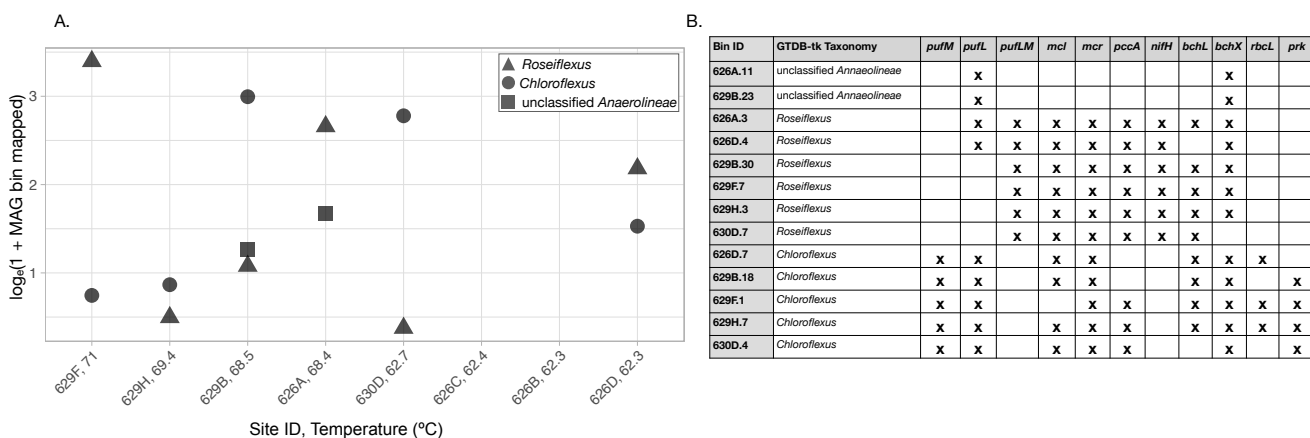 A.
log_e(1 + MAG bin mapped)
3
2
1
Roseiflexus
Chloroflexus
unclassified Anaerolineae
629F, 71
629H, 69.4
629B, 68.5
626A, 68.4
630D, 62.7
626C, 62.4
626B, 62.3
626D, 62.3
Site ID, Temperature (ºC)
B.
Bin ID GTDB-tk Taxonomy pufM pufL pufLM mcl mcr pccA nifH bchL bchX rbcL prk
626A.11 unclassified Annaeolineae x x
629B.23 unclassified Annaeolineae x x
626A.3 Roseiflexus x x x x x x x x
626D.4 Roseiflexus x x x x x x x
629B.30 Roseiflexus x x x x x x x
629F.7 Roseiflexus x x x x x x x
629H.3 Roseiflexus x x x x x x x
630D.7 Roseiflexus x x x x x x
626D.7 Chloroflexus x x x x x x x
629B.18 Chloroflexus x x x x x x x
629F.1 Chloroflexus x x x x x x x x
629H.7 Chloroflexus x x x x x x x x x
630D.4 Chloroflexus x x x x x x x